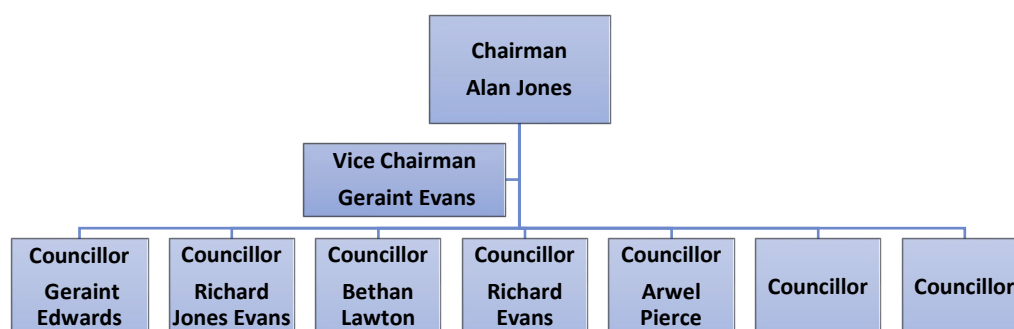 Chairman
Alan Jones
Vice Chairman
Geraint Evans
Councillor
Geraint
Edwards
Councillor
Richard
Jones Evans
Councillor
Bethan
Lawton
Councillor
Richard
Evans
Councillor
Arwel
Pierce
Councillor
Councillor